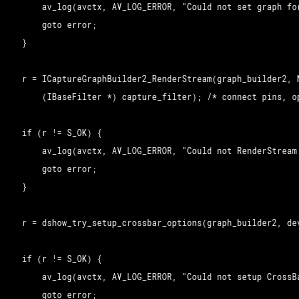 av_log(avctx, AV_LOG_ERROR, "Could not set graph for
goto error;
}
r = ICaptureGraphBuilder2_RenderStream(graph_builder2, N
(IBaseFilter *) capture_filter); /* connect pins, op
if (r != S_OK) {
av_log(avctx, AV_LOG_ERROR, "Could not RenderStream
goto error;
}
r = dshow_try_setup_crossbar_options(graph_builder2, dev
if (r != S_OK) {
av_log(avctx, AV_LOG_ERROR, "Could not setup CrossBa
goto error;